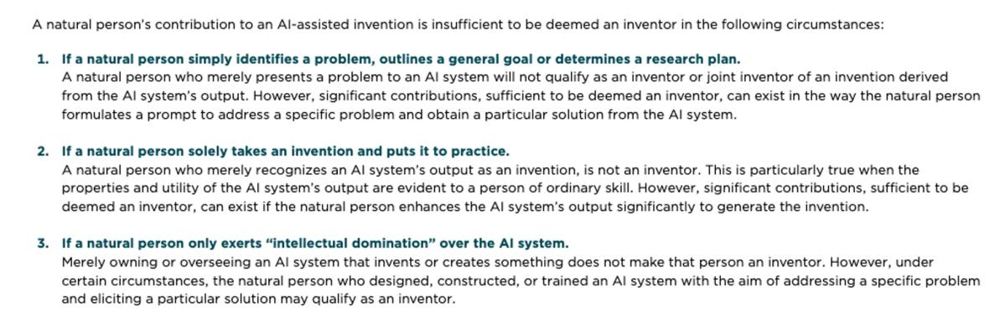 A natural person's contribution to an AI-assisted invention is insufficient to be deemed an inventor in the following circumstances:
1. If a natural person simply identifies a problem, outlines a general goal or determines a research plan.
A natural person who merely presents a problem to an AI system will not qualify as an inventor or joint inventor of an invention derived
from the AI system's output. However, significant contributions, sufficient to be deemed an inventor, can exist in the way the natural person
formulates a prompt to address a specific problem and obtain a particular solution from the AI system.
2. If a natural person solely takes an invention and puts it to practice.
A natural person who merely recognizes an AI system's output as an invention, is not an inventor. This is particularly true when the
properties and utility of the AI system's output are evident to a person of ordinary skill. However, significant contributions, sufficient to be
deemed an inventor, can exist if the natural person enhances the AI system's output significantly to generate the invention.
3. If a natural person only exerts “intellectual domination” over the AI system.
Merely owning or overseeing an AI system that invents or creates something does not make that person an inventor. However, under
certain circumstances, the natural person who designed, constructed, or trained an AI system with the aim of addressing a specific problem
and eliciting a particular solution may qualify as an inventor.